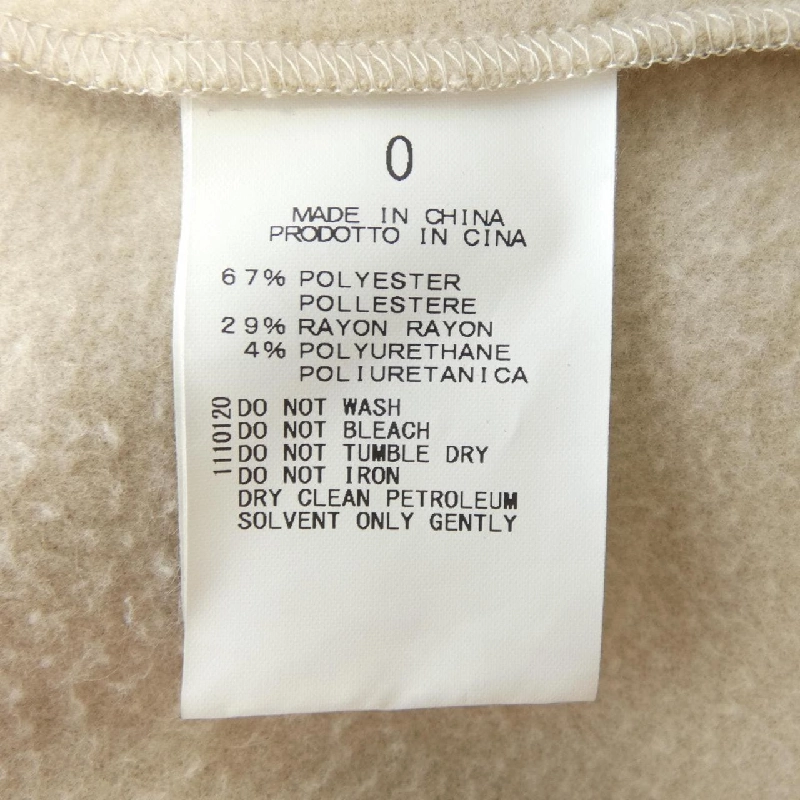 0
MADE IN CHINA
PRODOTTO IN CINA
67% POLYESTER
POLLESTERE
29% RAYON RAYON
4% POLYURETHANE
POLIURETANICA
1110120
DO NOT WASH
DO NOT BLEACH
DO NOT TUMBLE DRY
DO NOT IRON
DRY CLEAN PETROLEUM
SOLVENT ONLY GENTLY